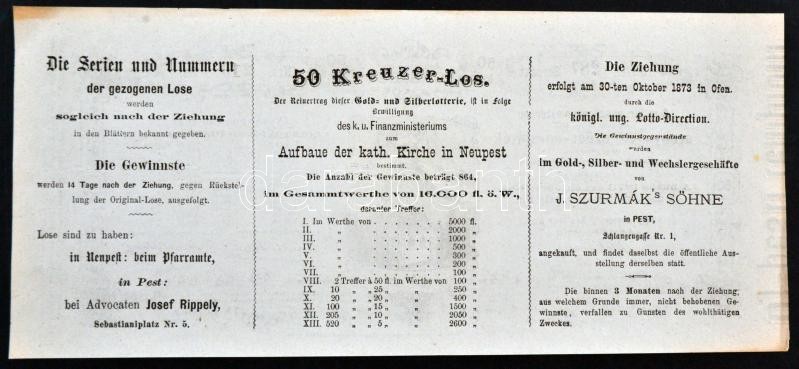 Die Serien und Nummern
der gezogenen Lose
werden
sogleich nach der Ziehung
in den Blättern bekannt gegeben.
Die Gewinnste
werden 14 Tage nach der Ziehung, gegen Rückstel-
lung der Original-Lose, ausgefolgt.
Lose sind zu haben:
in Neupest: beim Pfarramte,
in Pest:
bei Advocaten Josef Rippely,
Sebastianiplatz Nr. 5.
50 Kreuzer-Los.
Der Reinertrag dieser Gold- und Silberlotterie, ist in Folge
Bewilligung
des k. u. Finanzministeriums
zum
Aufbaue der kath. Kirche in Neupest
bestimmt.
Die Anzahl der Gewinnste beträgt 864,
im Gesammtwerthe von 16.000 fl. ö. W.,
darunter Treffer:
I. Im Werthe von . . . . . . 5000 fl.
II. „ . . . . . . 2000 „
III. „ . . . . . . 1000 „
IV. „ . . . . . . 500 „
V. „ . . . . . . 300 „
VI. „ . . . . . . 200 „
VII. „ . . . . . . 100 „
VIII. 2 Treffer à 50 fl. im Werthe von 100 „
IX. 10 „ „ 25 „ „ 250 „
X. 20 „ „ 20 „ „ 400 „
XI. 100 „ „ 15 „ „ 1500 „
XII. 205 „ „ 10 „ „ 2050 „
XIII. 520 „ „ 5 „ „ 2600 „
Die Ziehung
erfolgt am 30-ten Oktober 1873 in Ofen.
durch die
königl. ung. Lotto-Direction.
Die Gewinnstgegenstände
werden
im Gold-, Silber- und Wechslergeschäfte
von
J. SZURMÁK's SÖHNE
in PEST,
Schlangengasse Nr. 1,
angekauft, und findet daselbst die öffentliche Aus-
stellung derselben statt.
Die binnen 3 Monaten nach der Ziehung;
aus welchem Grunde immer, nicht behobenen Ge-
winnste, verfallen zu Gunsten des wohlthätigen
Zweckes.
darabanth